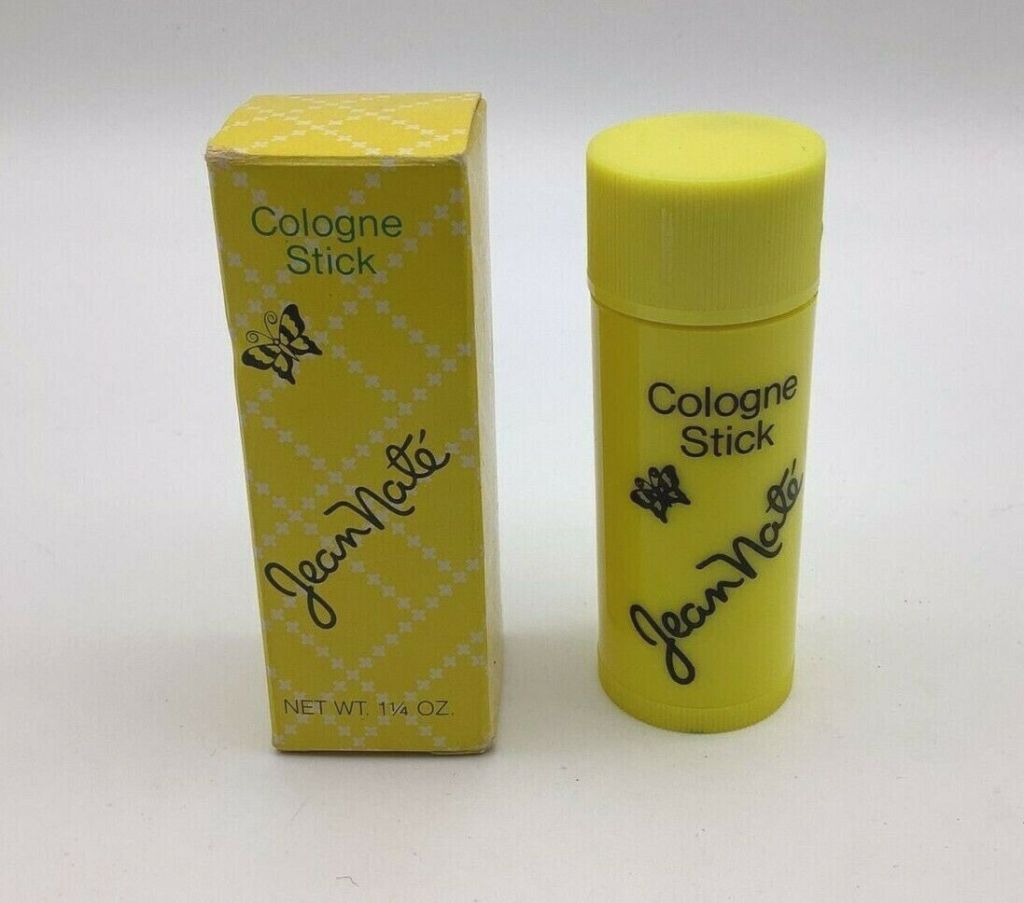 Cologne
Stick
Jean Naté
NET WT. 1¼ OZ.
Cologne
Stick
Jean Naté